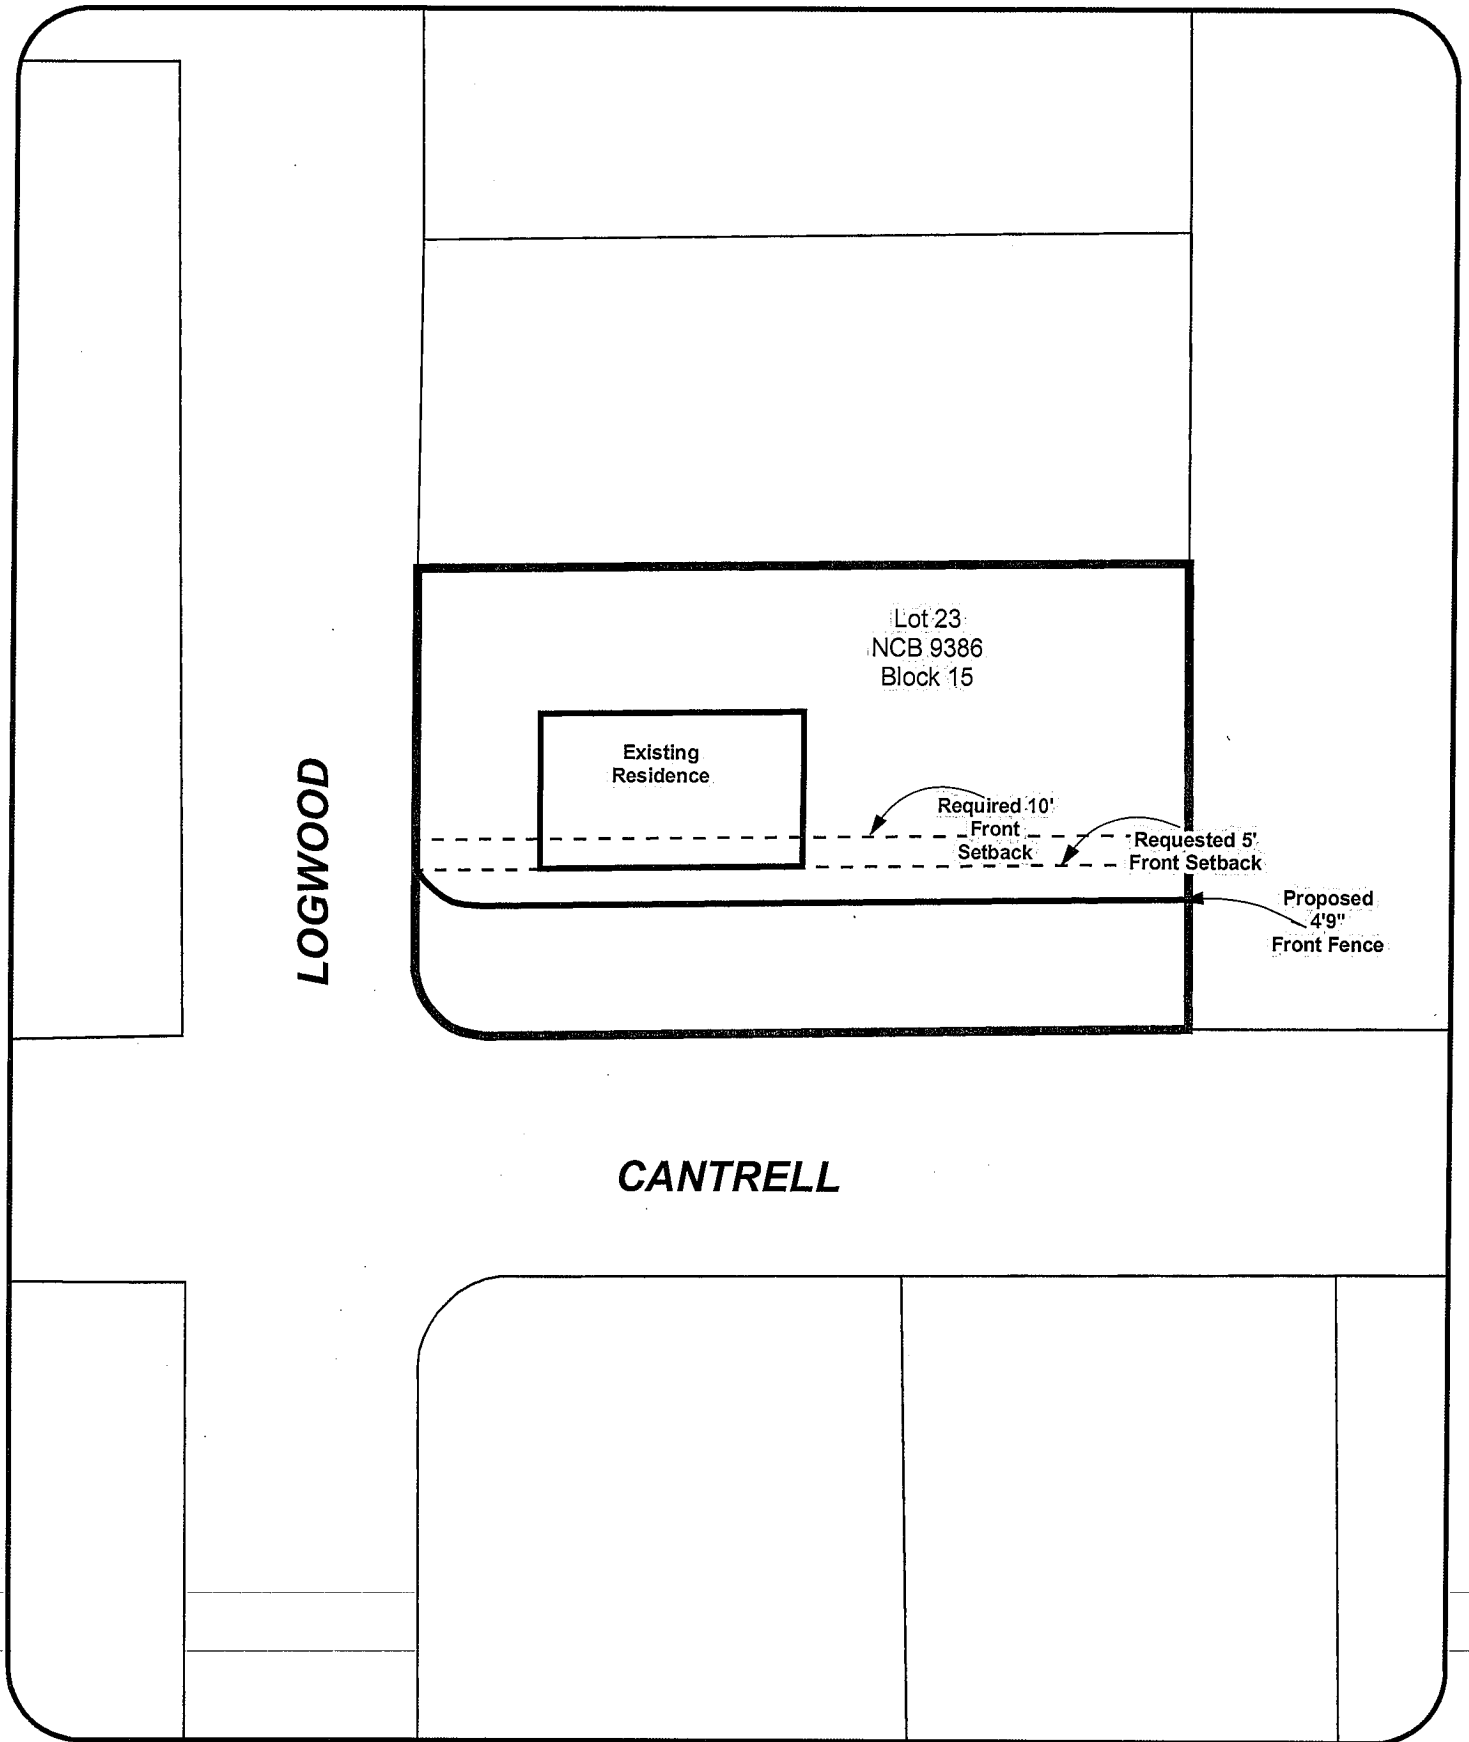 Lot 23
NCB 9386
Block 15
Existing
Residence
LOGWOOD
Required 10'
Front
Setback
Requested 5'
Front Setback
Proposed
4'9"
Front Fence
CANTRELL